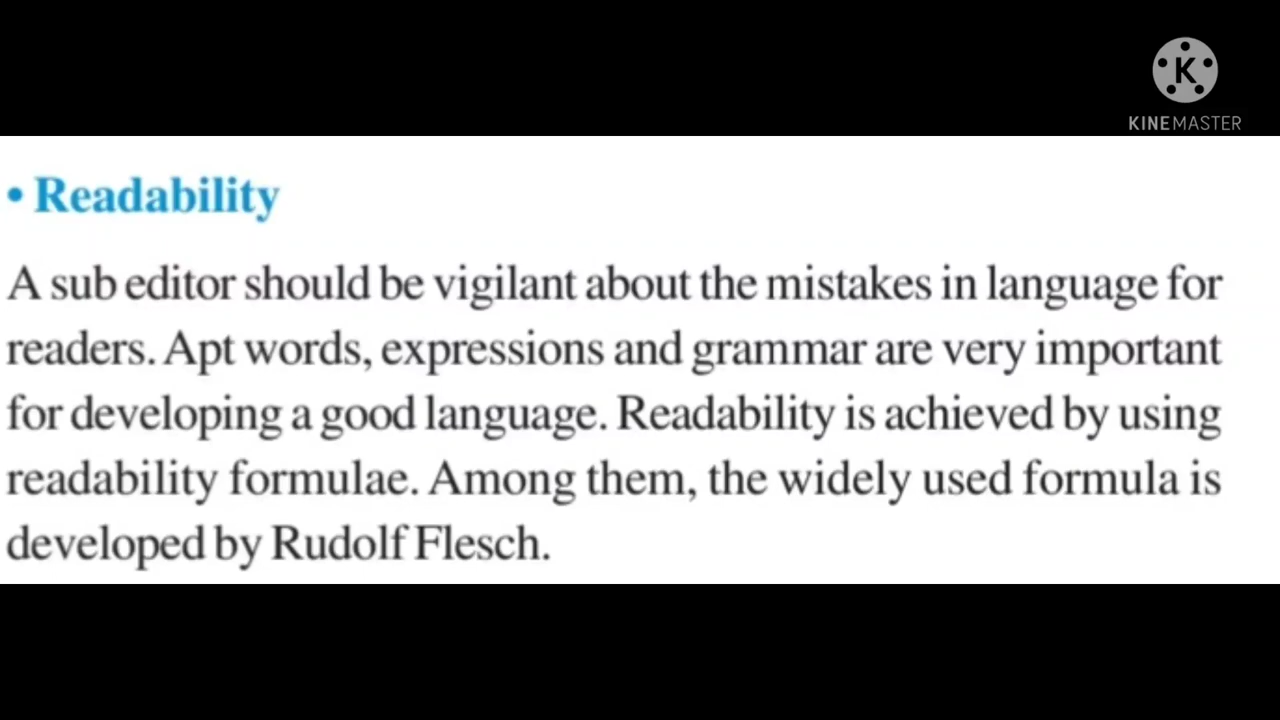 K
KINEMASTER
• Readability
A sub editor should be vigilant about the mistakes in language for
readers. Apt words, expressions and grammar are very important
for developing a good language. Readability is achieved by using
readability formulae. Among them, the widely used formula is
developed by Rudolf Flesch.